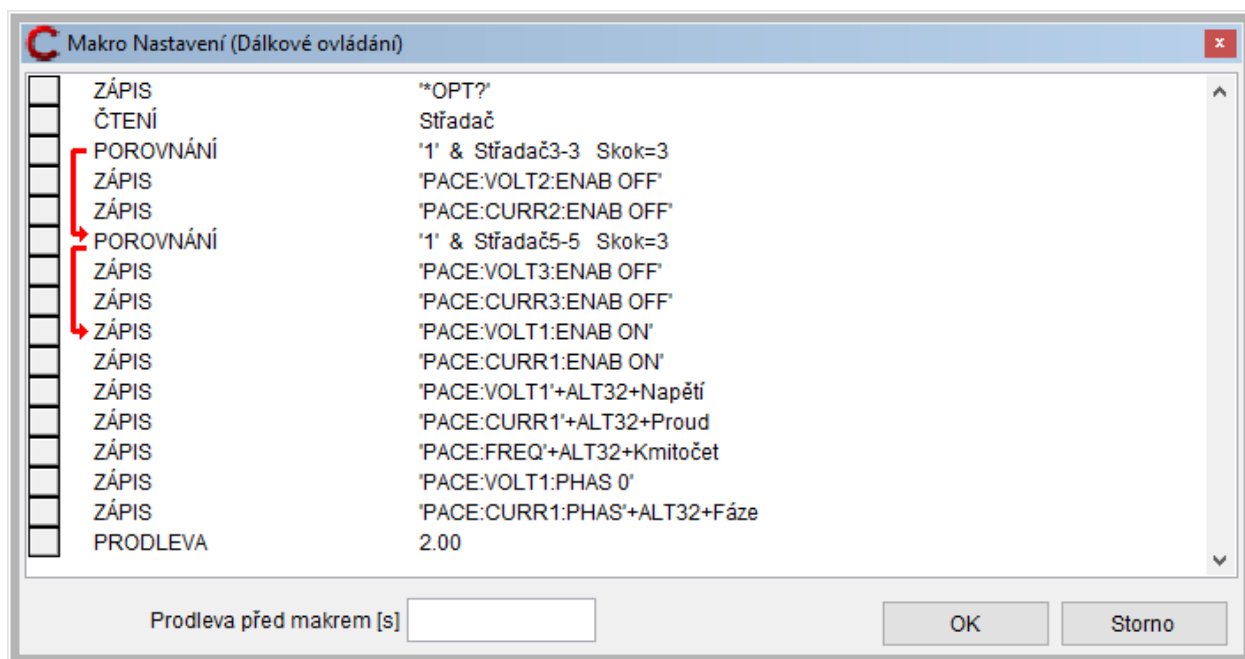 Makro Nastavení (Dálkové ovládání)
ZÁPIS '*OPT?'
ČTENÍ Střadač
POROVNÁNÍ '1' & Střadač3-3 Skok=3
ZÁPIS 'PACE:VOLT2:ENAB OFF'
ZÁPIS 'PACE:CURR2:ENAB OFF'
POROVNÁNÍ '1' & Střadač5-5 Skok=3
ZÁPIS 'PACE:VOLT3:ENAB OFF'
ZÁPIS 'PACE:CURR3:ENAB OFF'
ZÁPIS 'PACE:VOLT1:ENAB ON'
ZÁPIS 'PACE:CURR1:ENAB ON'
ZÁPIS 'PACE:VOLT1'+ALT32+Napětí
ZÁPIS 'PACE:CURR1'+ALT32+Proud
ZÁPIS 'PACE:FREQ'+ALT32+Kmitočet
ZÁPIS 'PACE:VOLT1:PHAS 0'
ZÁPIS 'PACE:CURR1:PHAS'+ALT32+Fáze
PRODLEVA 2.00
Prodleva před makrem [s] OK Storno